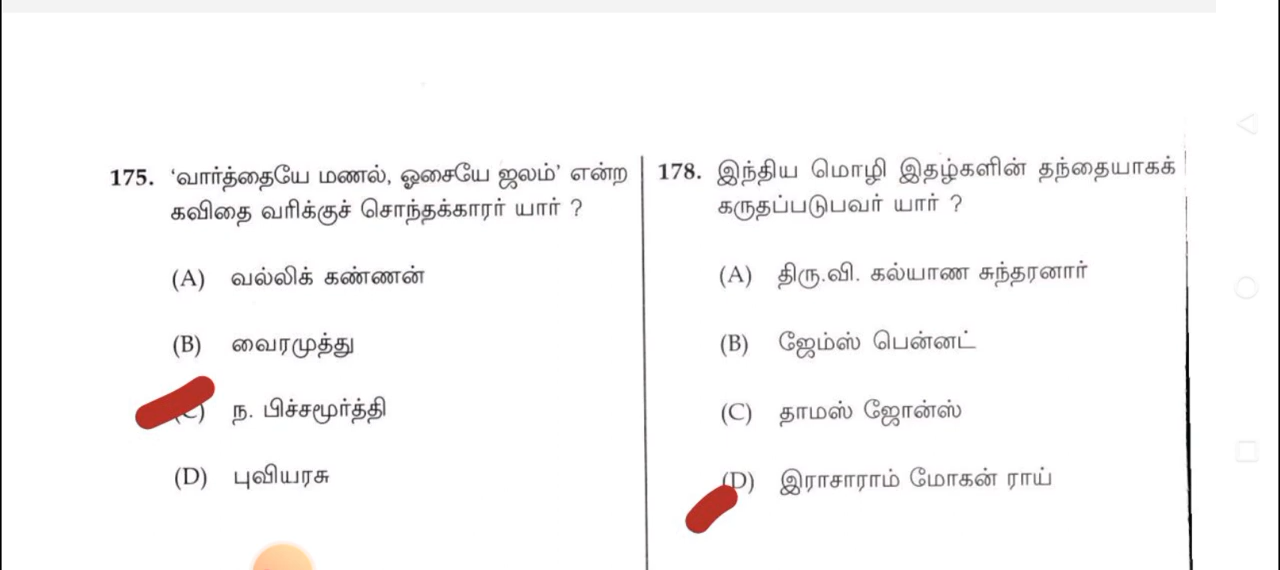 175. 'வார்த்தையே மணல், ஓசையே ஜலம்' என்ற
கவிதை வரிக்குச் சொந்தக்காரர் யார் ?
(A) வல்லிக் கண்ணன்
(B) வைரமுத்து
(C) ந. பிச்சமூர்த்தி
(D) புவியரசு
178. இந்திய மொழி இதழ்களின் தந்தையாகக்
கருதப்படுபவர் யார் ?
(A) திரு.வி. கல்யாண சுந்தரனார்
(B) ஜேம்ஸ் பென்னட்
(C) தாமஸ் ஜோன்ஸ்
(D) இராசாராம் மோகன் ராய்